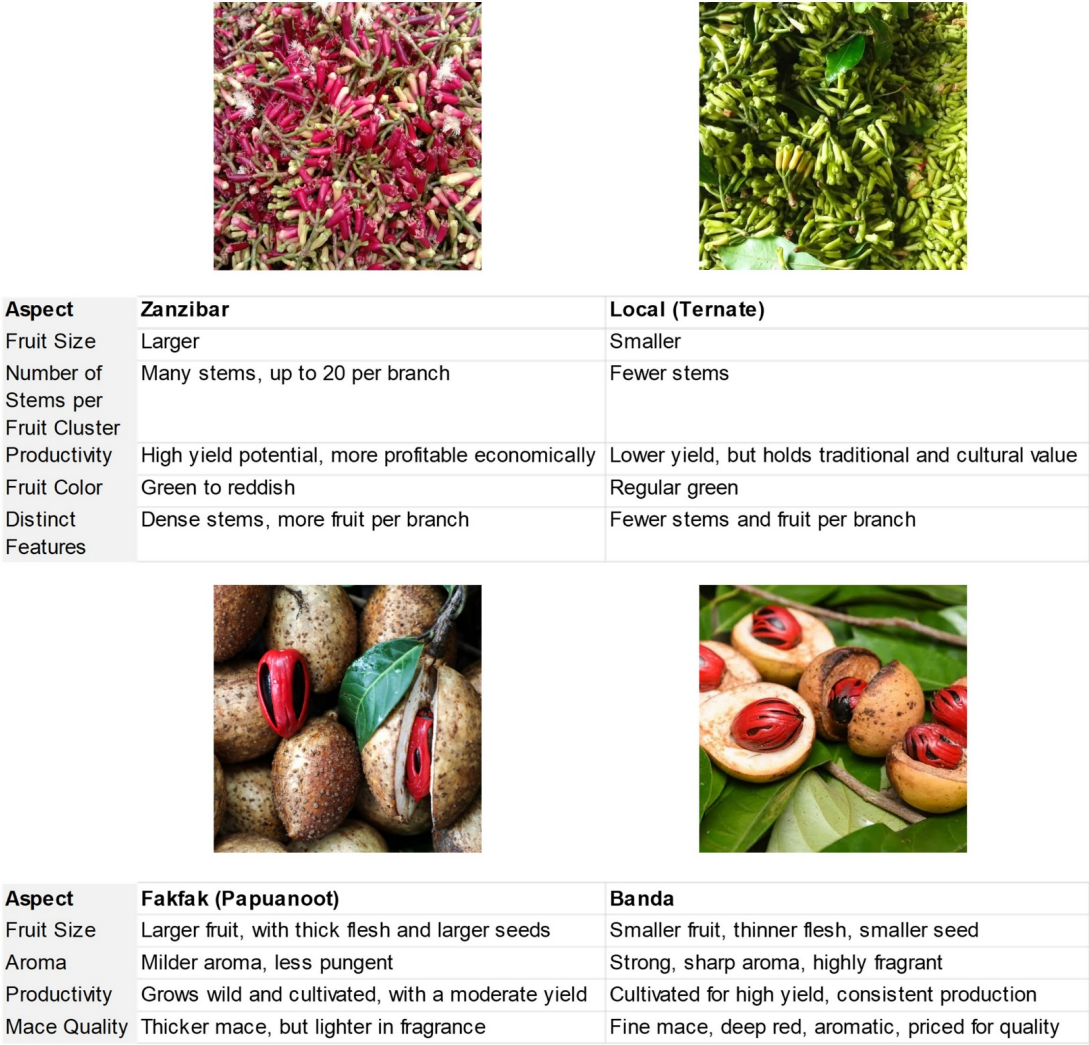 Aspect Zanzibar Local (Ternate)
Fruit Size Larger Smaller
Number of Many stems, up to 20 per branch Fewer stems
Stems per
Fruit Cluster
Productivity High yield potential, more profitable economically Lower yield, but holds traditional and cultural value
Fruit Color Green to reddish Regular green
Distinct Dense stems, more fruit per branch Fewer stems and fruit per branch
Features
Aspect Fakfak (Papuanoot) Banda
Fruit Size Larger fruit, with thick flesh and larger seeds Smaller fruit, thinner flesh, smaller seed
Aroma Milder aroma, less pungent Strong, sharp aroma, highly fragrant
Productivity Grows wild and cultivated, with a moderate yield Cultivated for high yield, consistent production
Mace Quality Thicker mace, but lighter in fragrance Fine mace, deep red, aromatic, priced for quality